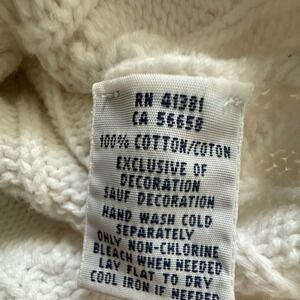 RN 41381
CA 56659
100% COTTON/COTON
EXCLUSIVE OF
DECORATION
SAUF DECORATION
HAND WASH COLD
SEPARATELY
ONLY NON-CHLORINE
BLEACH WHEN NEEDED
LAY FLAT TO DRY
COOL IRON IF NEEDED